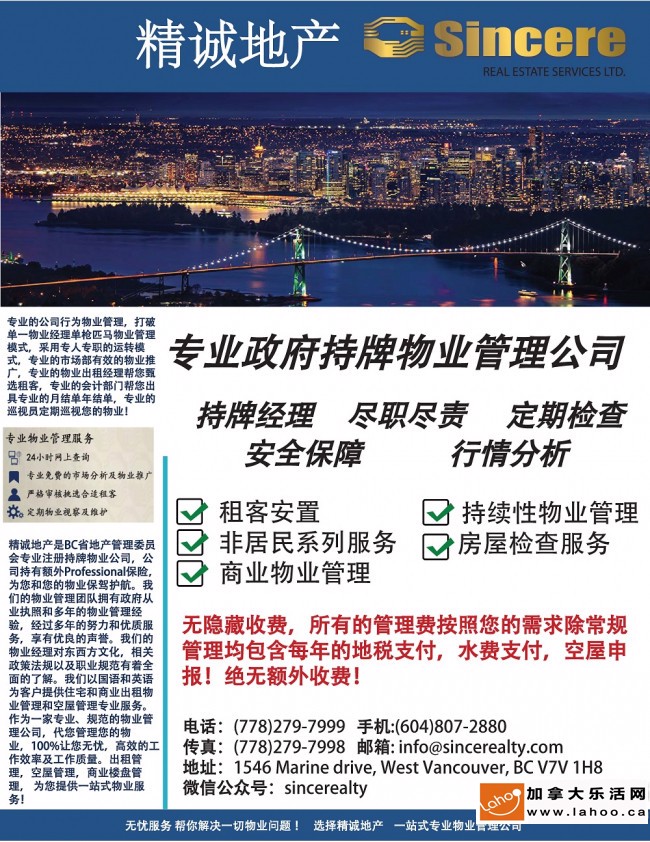 精诚地产
Sincere
REAL ESTATE SERVICES LTD.
专业的公司行为物业管理，打破
单一物业经理单枪匹马物业管理
模式，采用专人专职的运转模
式，专业的市场部有效的物业推
广，专业的物业出租经理帮您甄
选租客，专业的会计部门帮您出
具专业的月结单年结单，专业的
巡视员定期巡视您的物业！
专业物业管理服务
24小时网上查询
专业免费的市场分析及物业推广
严格审核挑选合适租客
定期物业视察及维护
精诚地产是BC省地产管理委员
会专业注册持牌物业公司，公
司持有额外Professional保险，
为您和您的物业保驾护航。我
们的物业管理团队拥有政府从
业执照和多年的物业管理经
验，经过多年的努力和优质服
务，享有优良的声誉。我们的
物业经理对东西方文化，相关
政策法规以及职业规范有着全
面的了解。我们以国语和英语
为客户提供住宅和商业出租物
业管理和空屋管理专业服务。
作为一家专业、规范的物业管
理公司，代您管理您的物
业，100%让您无忧，高效的工
作效率及工作质量。出租管
理，空屋管理，商业楼盘管
理，为您提供一站式物业服
务！
专业政府持牌物业管理公司
持牌经理 尽职尽责 定期检查
安全保障 行情分析
租客安置 持续性物业管理
非居民系列服务 房屋检查服务
商业物业管理
无隐藏收费，所有的管理费按照您的需求除常规
管理均包含每年的地税支付，水费支付，空屋申
报！绝无额外收费！
电话：(778)279-7999 手机:(604)807-2880
传真：(778)279-7998 邮箱: info@sincerealty.com
地址：1546 Marine drive, West Vancouver, BC V7V 1H8
微信公众号：sincerealty
Lahoo
加拿大乐活网
www.lahoo.ca
无忧服务 帮你解决一切物业问题！ 选择精诚地产 一站式专业物业管理公司